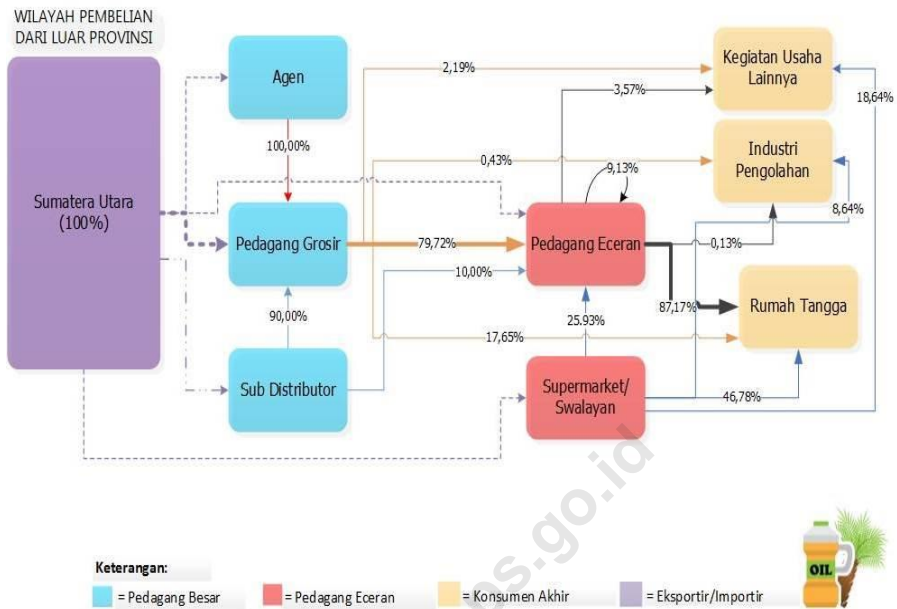 WILAYAH PEMBELIAN
DARI LUAR PROVINSI
Sumatera Utara
(100%)
Agen
100,00%
Pedagang Grosir
90,00%
Sub Distributor
2,19%
3,57%
0,43%
9,13%
79,72%
10,00%
Pedagang Eceran
25,93%
17,65%
Supermarket/
Swalayan
Kegiatan Usaha
Lainnya
18,64%
Industri
Pengolahan
8,64%
0,13%
87,17%
Rumah Tangga
46,78%
OIL
Keterangan:
= Pedagang Besar
= Pedagang Eceran
= Konsumen Akhir
= Eksportir/Importir
bs.go.id